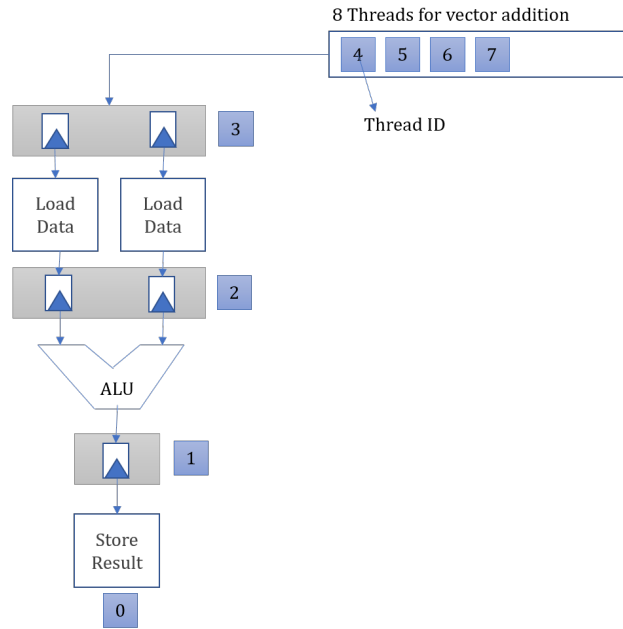 8 Threads for vector addition
4 5 6 7
Thread ID
3
Load Data
Load Data
2
ALU
1
Store
Result
0